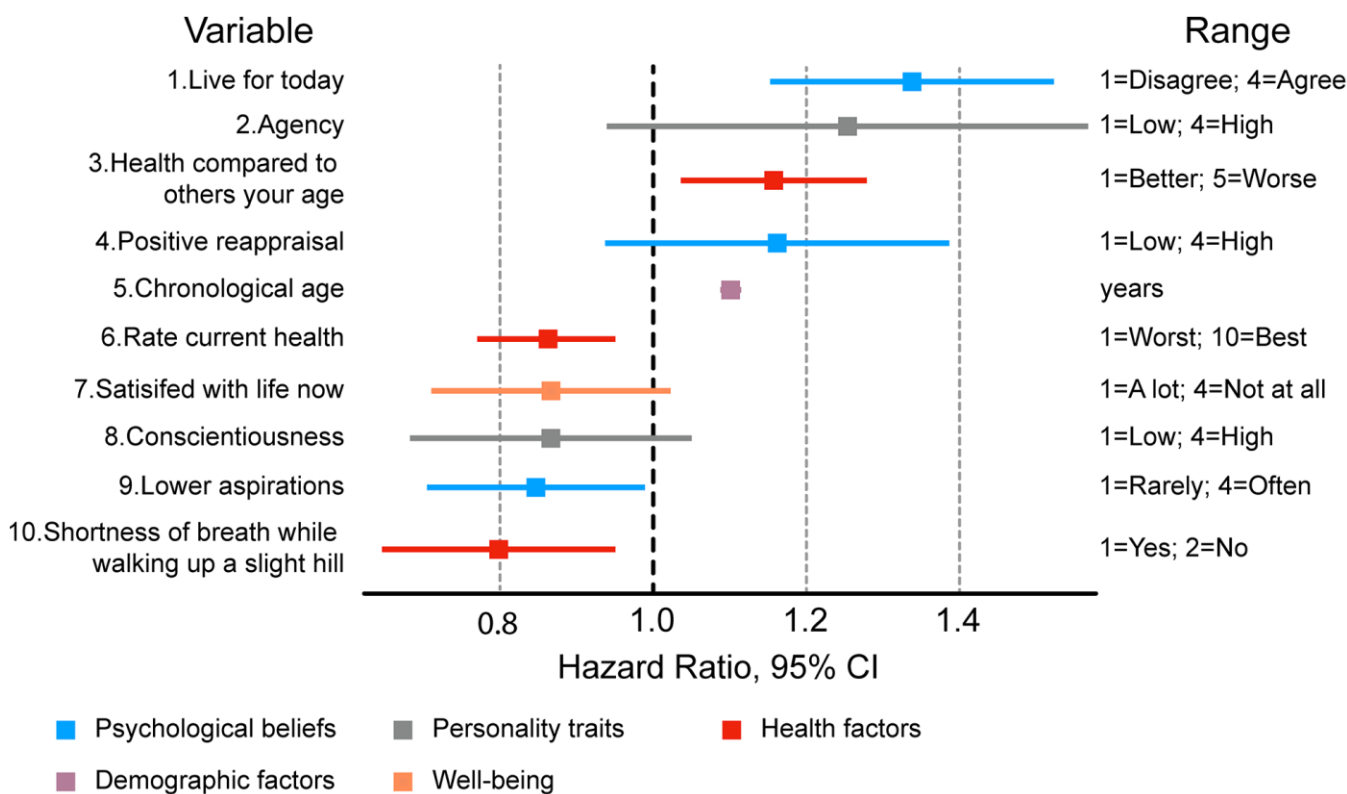 Variable Range
1.Live for today 1=Disagree; 4=Agree
2.Agency 1=Low; 4=High
3.Health compared to
others your age 1=Better; 5=Worse
4.Positive reappraisal 1=Low; 4=High
5.Chronological age years
6.Rate current health 1=Worst; 10=Best
7.Satisifed with life now 1=A lot; 4=Not at all
8.Conscientiousness 1=Low; 4=High
9.Lower aspirations 1=Rarely; 4=Often
10.Shortness of breath while
walking up a slight hill 1=Yes; 2=No
0.8 1.0 1.2 1.4
Hazard Ratio, 95% CI
Psychological beliefs Personality traits Health factors
Demographic factors Well-being